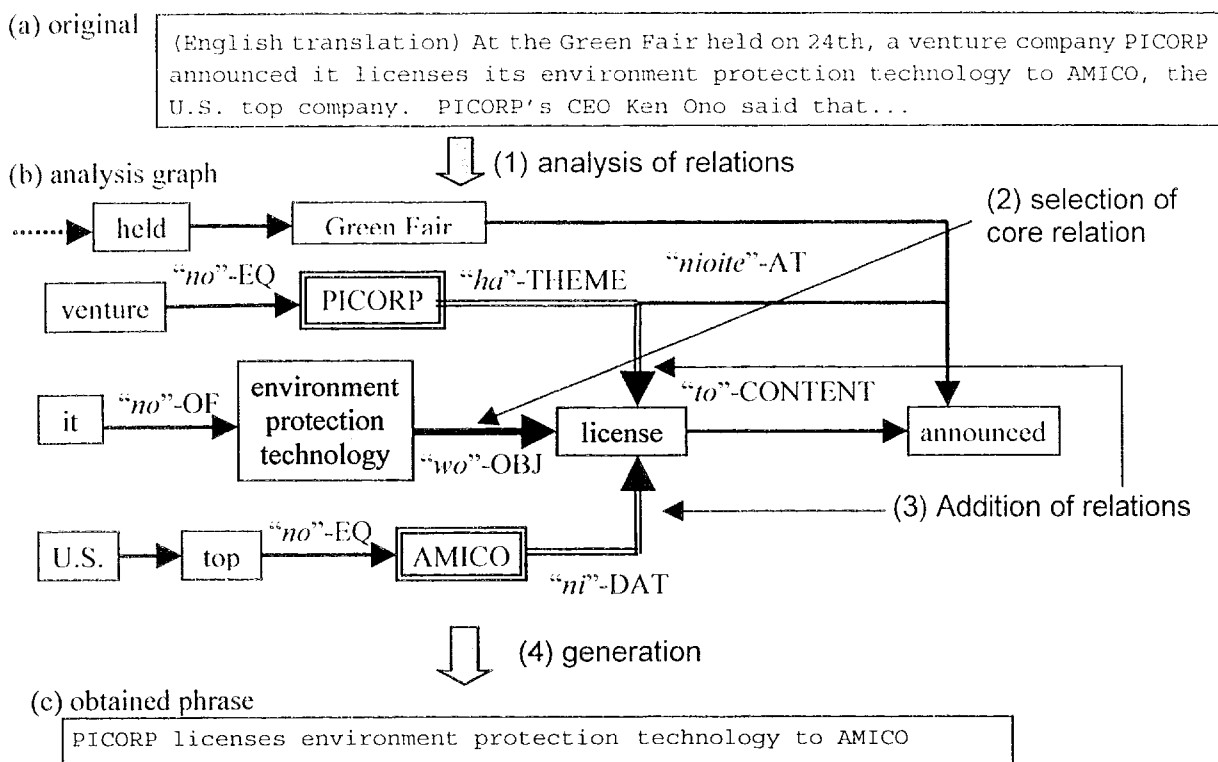 (a) original
(English translation) At the Green Fair held on 24th, a venture company PICORP
announced it licenses its environment protection technology to AMICO, the
U.S. top company. PICORP's CEO Ken Ono said that...
(1) analysis of relations
(b) analysis graph
(2) selection of
core relation
held
Green Fair
"no"-EQ
"ha"-THEME
"nioite"-AT
venture
PICORP
"no"-OF
environment
protection
technology
"to"-CONTENT
it
license
announced
"wo"-OBJ
(3) Addition of relations
"no"-EQ
U.S.
top
AMICO
"ni"-DAT
(4) generation
(c) obtained phrase
PICORP licenses environment protection technology to AMICO